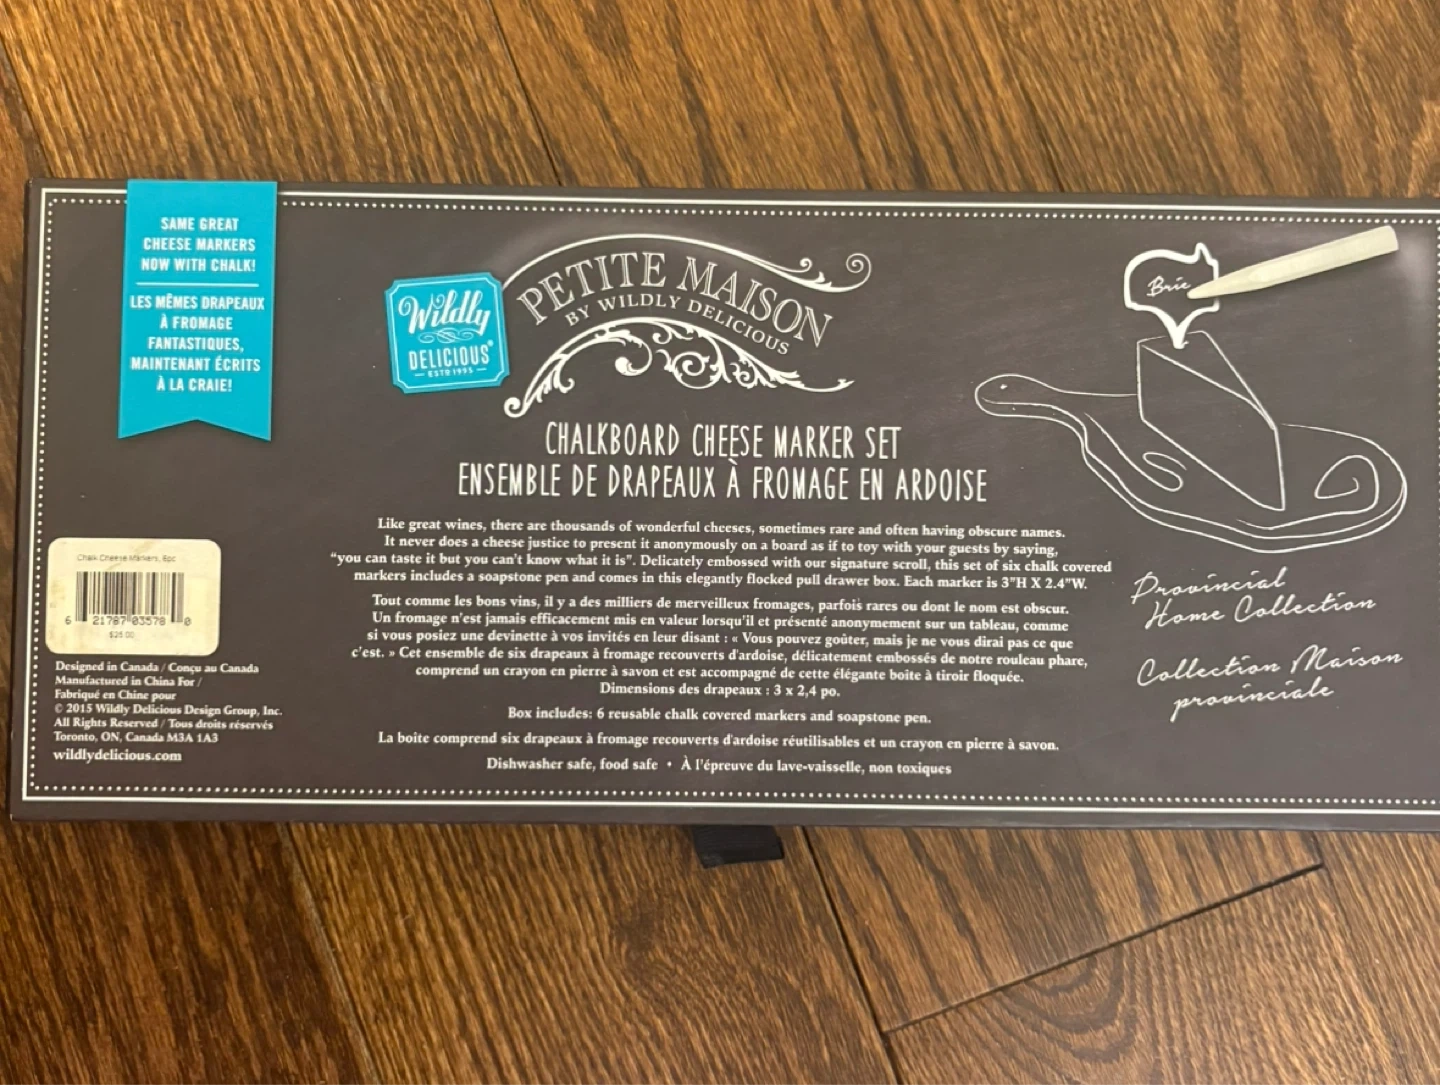 SAME GREAT
CHEESE MARKERS
NOW WITH CHALK!
LES MÊMES DRAPEAUX
À FROMAGE
FANTASTIQUES,
MAINTENANT ÉCRITS
À LA CRAIE!
Wildly
DELICIOUS®
ESTD 1995
PETITE MAISON
BY WILDLY DELICIOUS
Brie
CHALKBOARD CHEESE MARKER SET
ENSEMBLE DE DRAPEAUX À FROMAGE EN ARDOISE
Like great wines, there are thousands of wonderful cheeses, sometimes rare and often having obscure names.
It never does a cheese justice to present it anonymously on a board as if to toy with your guests by saying,
"you can taste it but you can't know what it is". Delicately embossed with our signature scroll, this set of six chalk covered
markers includes a soapstone pen and comes in this elegantly flocked pull drawer box. Each marker is 3"H X 2.4"W.
Tout comme les bons vins, il y a des milliers de merveilleux fromages, parfois rares ou dont le nom est obscur.
Un fromage n'est jamais efficacement mis en valeur lorsqu'il et présenté anonymement sur un tableau, comme
si vous posiez une devinette à vos invités en leur disant : « Vous pouvez goûter, mais je ne vous dirai pas ce que
c'est. » Cet ensemble de six drapeaux à fromage recouverts d'ardoise, délicatement embossés de notre rouleau phare,
comprend un crayon en pierre à savon et est accompagné de cette élégante boîte à tiroir floquée.
Dimensions des drapeaux : 3 x 2,4 po.
Box includes: 6 reusable chalk covered markers and soapstone pen.
La boîte comprend six drapeaux à fromage recouverts d'ardoise réutilisables et un crayon en pierre à savon.
Dishwasher safe, food safe • À l'épreuve du lave-vaisselle, non toxiques
Provincial
Home Collection
Collection Maison
provinciale
Chalk Cheese Markers, 6pc
6 21787 03578 0
$25.00
Designed in Canada / Conçu au Canada
Manufactured in China For /
Fabriqué en Chine pour
© 2015 Wildly Delicious Design Group, Inc.
All Rights Reserved / Tous droits réservés
Toronto, ON, Canada M3A 1A3
wildlydelicious.com